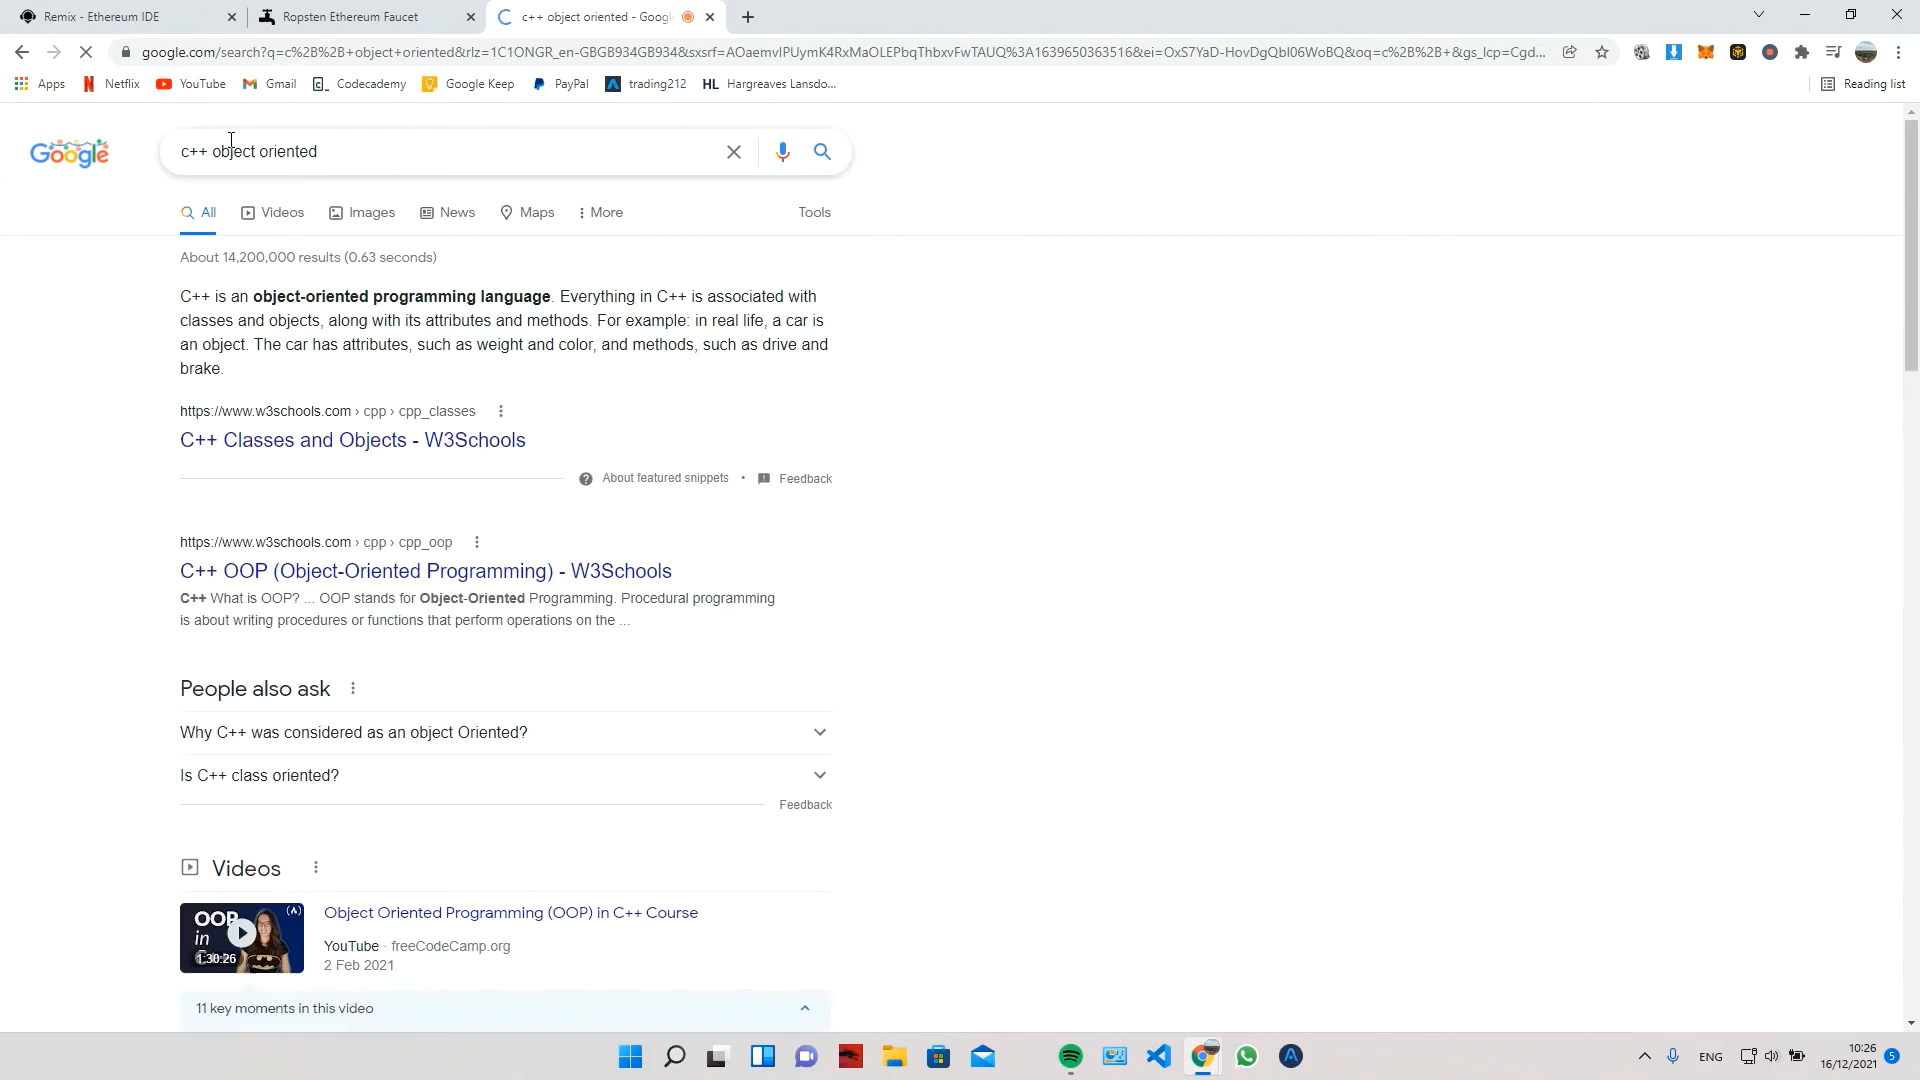 Remix - Ethereum IDE
Ropsten Ethereum Faucet
c++ object oriented - Googl
google.com/search?q=c%2B%2B+object+oriented&rlz=1C1ONGR_en-GBGB934GB934&sxsrf=AOaemvIPUymK4RxMaOLEPbqThbxvFwTAUQ%3A1639650363516&ei=OxS7YaD-HovDgQbl06WoBQ&oq=c%2B%2B+&gs_lcp=Cgd...
Apps
Netflix
YouTube
Gmail
Codecademy
Google Keep
PayPal
trading212
HL Hargreaves Lansdo...
Reading list
Google
c++ object oriented
All
Videos
Images
News
Maps
More
Tools
About 14,200,000 results (0.63 seconds)
C++ is an object-oriented programming language. Everything in C++ is associated with
classes and objects, along with its attributes and methods. For example: in real life, a car is
an object. The car has attributes, such as weight and color, and methods, such as drive and
brake.
https://www.w3schools.com › cpp › cpp_classes
C++ Classes and Objects - W3Schools
About featured snippets • Feedback
https://www.w3schools.com › cpp › cpp_oop
C++ OOP (Object-Oriented Programming) - W3Schools
C++ What is OOP? ... OOP stands for Object-Oriented Programming. Procedural programming
is about writing procedures or functions that perform operations on the ...
People also ask
Why C++ was considered as an object Oriented?
Is C++ class oriented?
Feedback
Videos
OOP
in
1:30:26
Object Oriented Programming (OOP) in C++ Course
YouTube · freeCodeCamp.org
2 Feb 2021
11 key moments in this video
ENG
10:26
16/12/2021
5